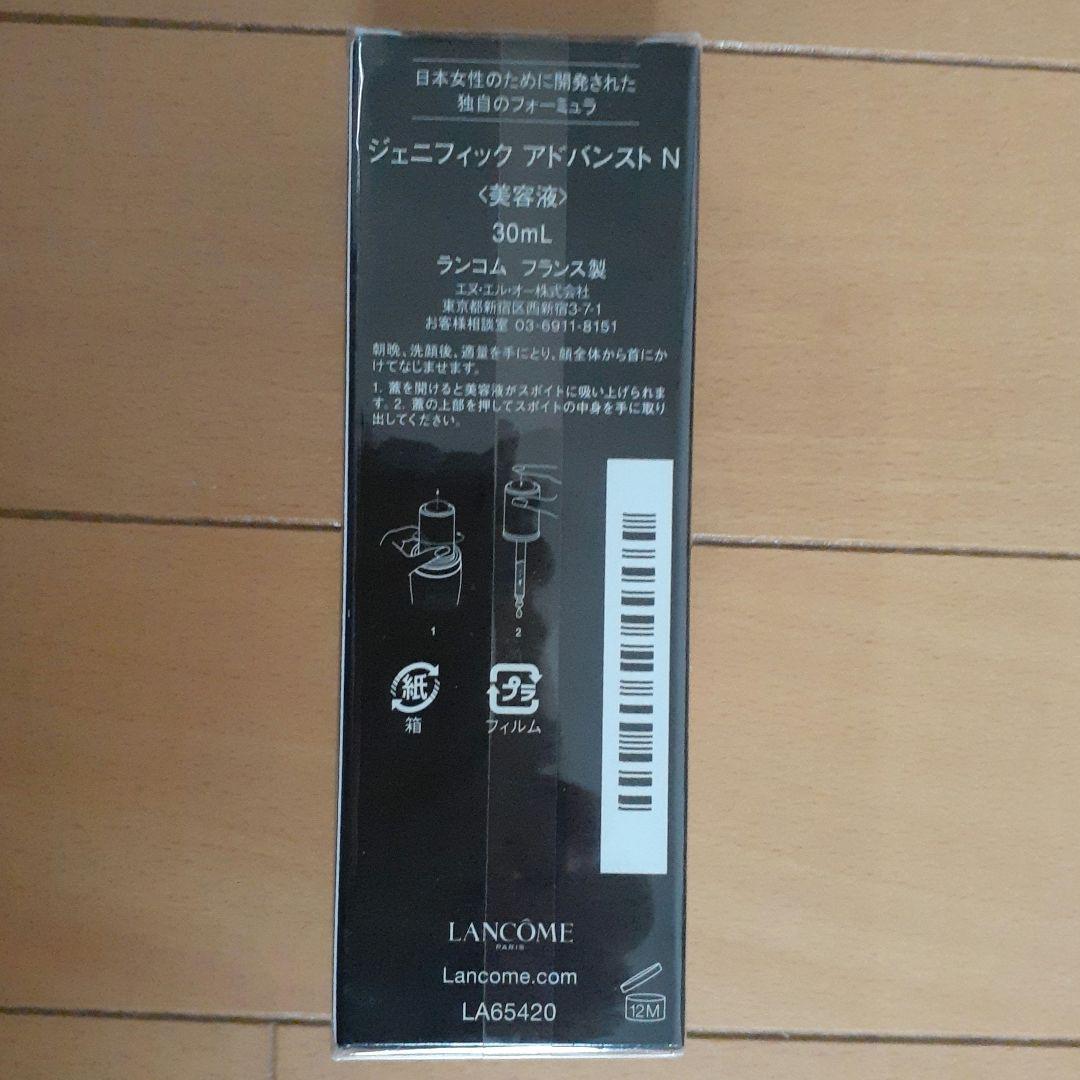 日本女性のために開発された
独自のフォーミュラ
ジェニフィック アドバンスト N
〈美容液〉
30mL
ランコム フランス製
エヌ・エル・オー株式会社
東京都新宿区西新宿3-7-1
お客様相談室 03-6911-8151
朝晩、洗顔後、適量を手にとり、顔全体から首にか
けてなじませます。
1. 蓋を開けると美容液がスポイトに吸い上げられま
す。2. 蓋の上部を押してスポイトの中身を手に取り
出してください。
1
2
紙
箱
プラ
フィルム
LANCÔME
PARIS
Lancome.com
LA65420
12M